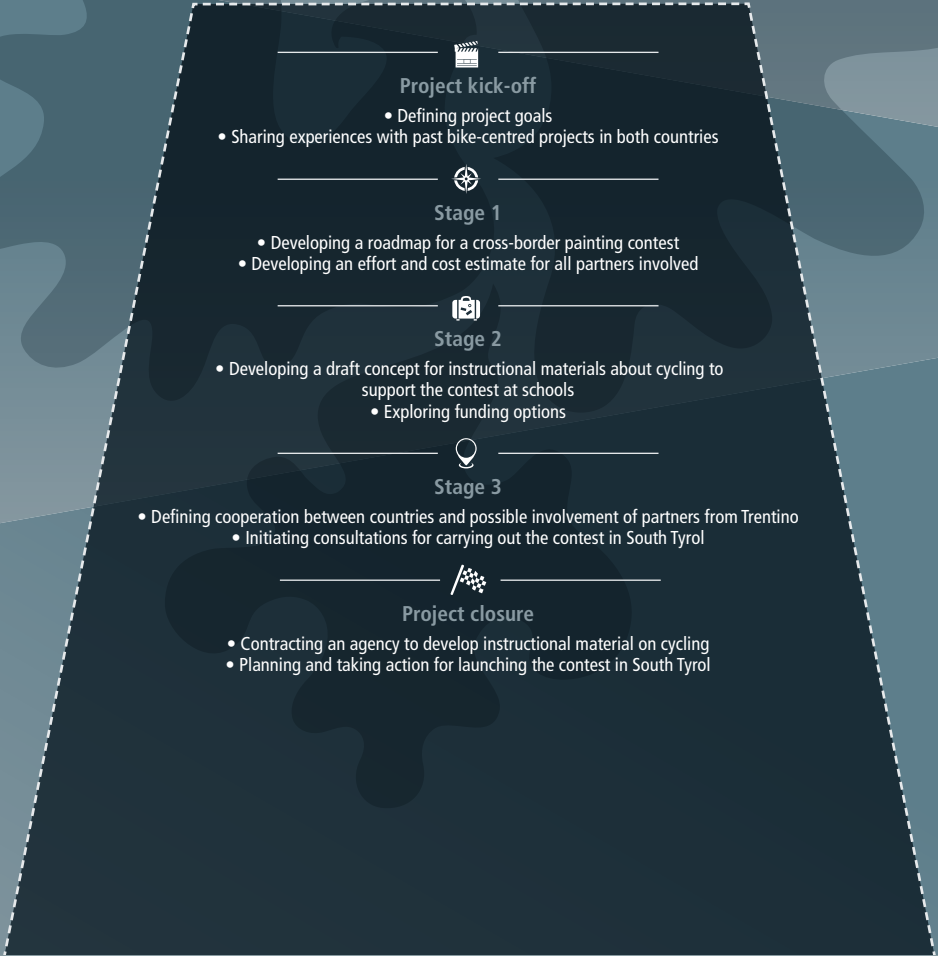 Project kick-off
• Defining project goals
• Sharing experiences with past bike-centred projects in both countries
Stage 1
• Developing a roadmap for a cross-border painting contest
• Developing an effort and cost estimate for all partners involved
Stage 2
• Developing a draft concept for instructional materials about cycling to
support the contest at schools
• Exploring funding options
Stage 3
• Defining cooperation between countries and possible involvement of partners from Trentino
• Initiating consultations for carrying out the contest in South Tyrol
Project closure
• Contracting an agency to develop instructional material on cycling
• Planning and taking action for launching the contest in South Tyrol